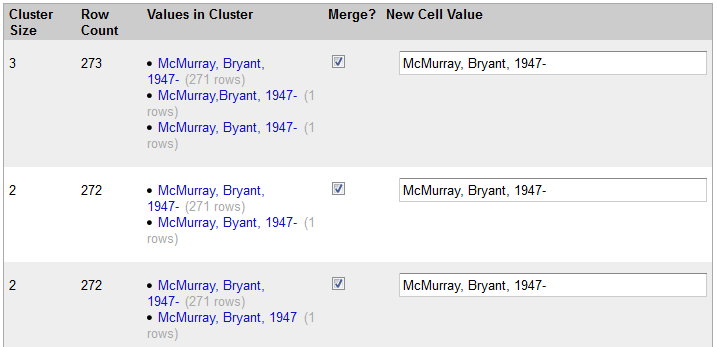 Cluster Size Row Count Values in Cluster Merge? New Cell Value
3 273 • McMurray, Bryant, McMurray, Bryant, 1947-
1947- (271 rows)
• McMurray,Bryant, 1947- (1
rows)
• McMurray, Byant, 1947- (1
rows)
2 272 • McMurray, Bryant, McMurray, Bryant, 1947-
1947- (271 rows)
• McMurray, Byant, 1947- (1
rows)
2 272 • McMurray, Bryant, McMurray, Bryant, 1947-
1947- (271 rows)
• McMurray, Bryant, 1947 (1
rows)